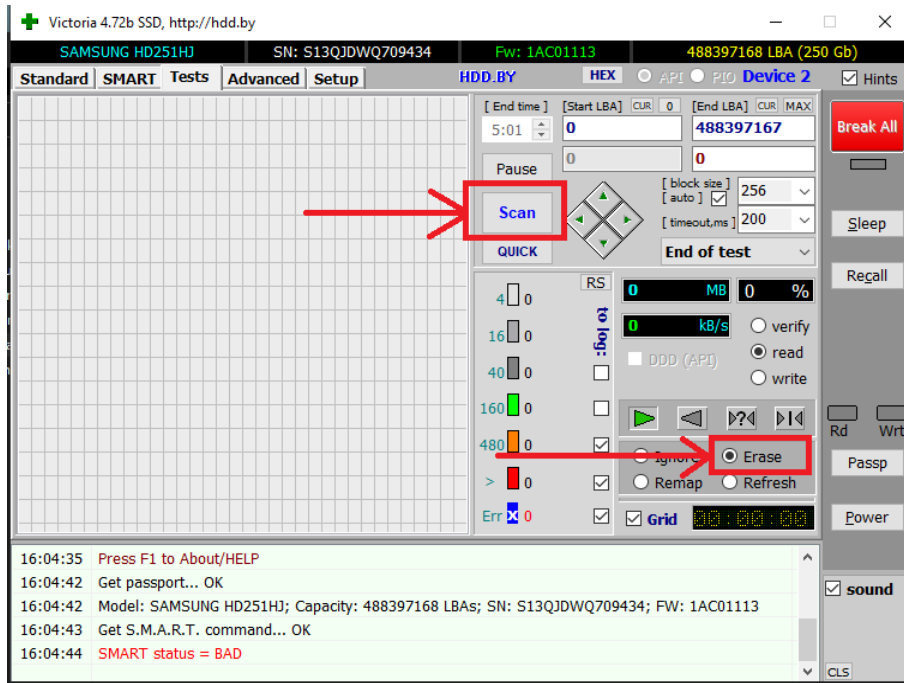 Victoria 4.72b SSD, http://hdd.by
SAMSUNG HD251HJ SN: S13QJDWQ709434 Fw: 1AC01113 488397168 LBA (250 Gb)
Standard SMART Tests Advanced Setup HDD.BY HEX API PIO Device 2 Hints
[ End time ] [Start LBA] CUR 0 [End LBA] CUR MAX
5:01 0 488397167 Break All
Pause 0 0
[ block size ] 256
[ auto ]
Scan [ timeout,ms ] 200 Sleep
QUICK End of test
RS Recall
4 0 0 MB 0 %
to log:
16 0 0 kB/s verify
DDD (API) read
40 0 write
160 0
Rd Wrt
480 0 Ignore Erase Passp
> 0 Remap Refresh
Err x 0 Grid 00:00:00 Power
16:04:35 Press F1 to About/HELP
16:04:42 Get passport... OK
16:04:42 Model: SAMSUNG HD251HJ; Capacity: 488397168 LBAs; SN: S13QJDWQ709434; FW: 1AC01113
16:04:43 Get S.M.A.R.T. command... OK
16:04:44 SMART status = BAD
sound
CLS